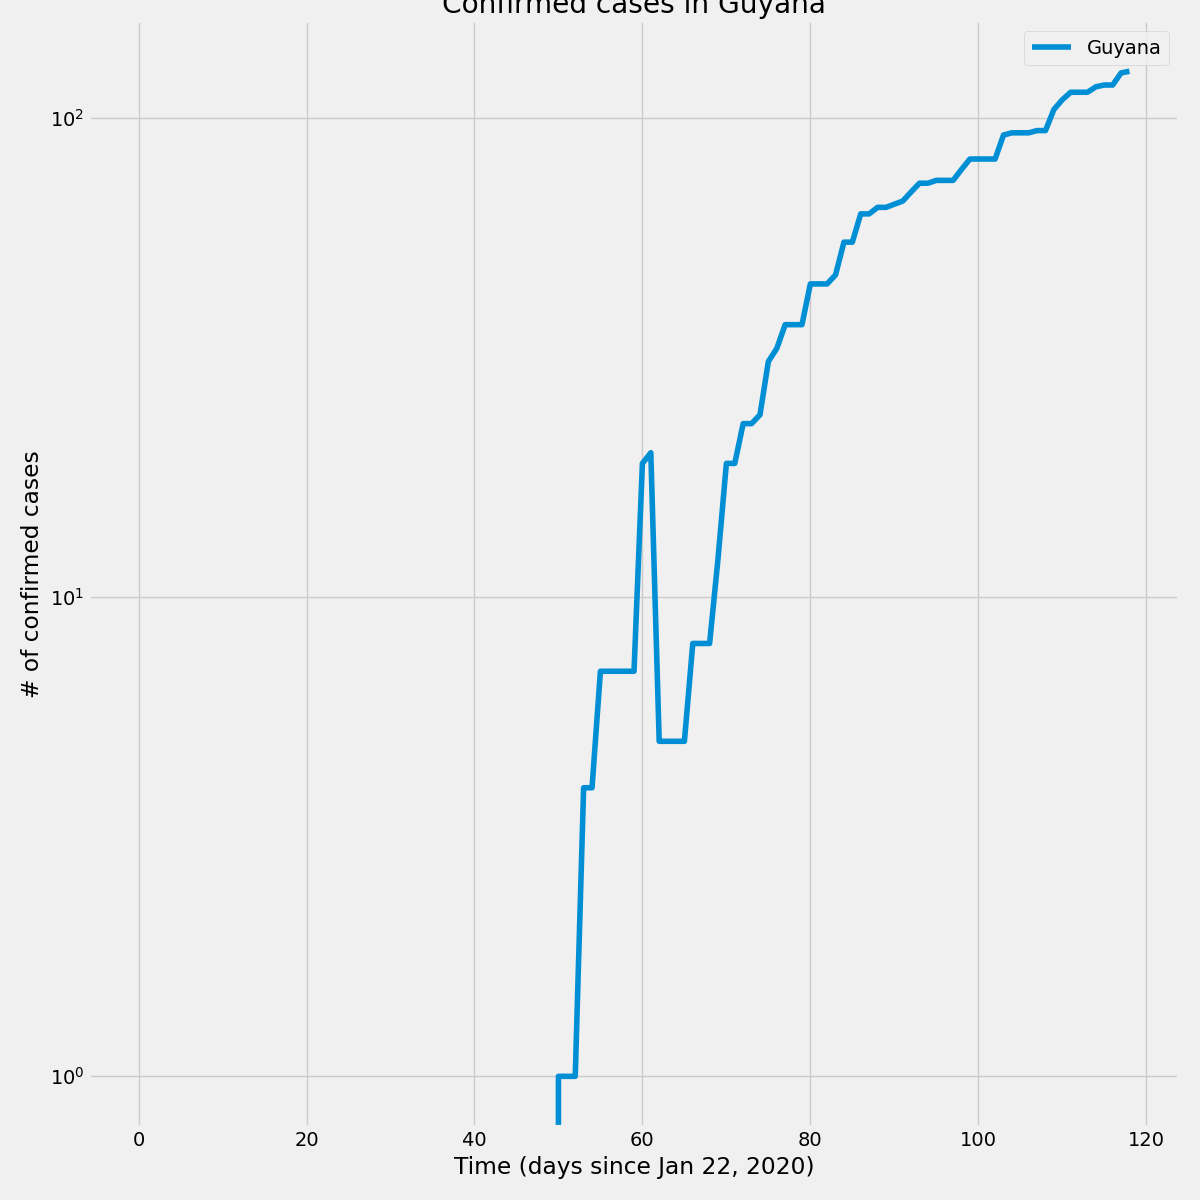 Confirmed cases in Guyana
Guyana
10²
10¹
10⁰
# of confirmed cases
0 20 40 60 80 100 120
Time (days since Jan 22, 2020)